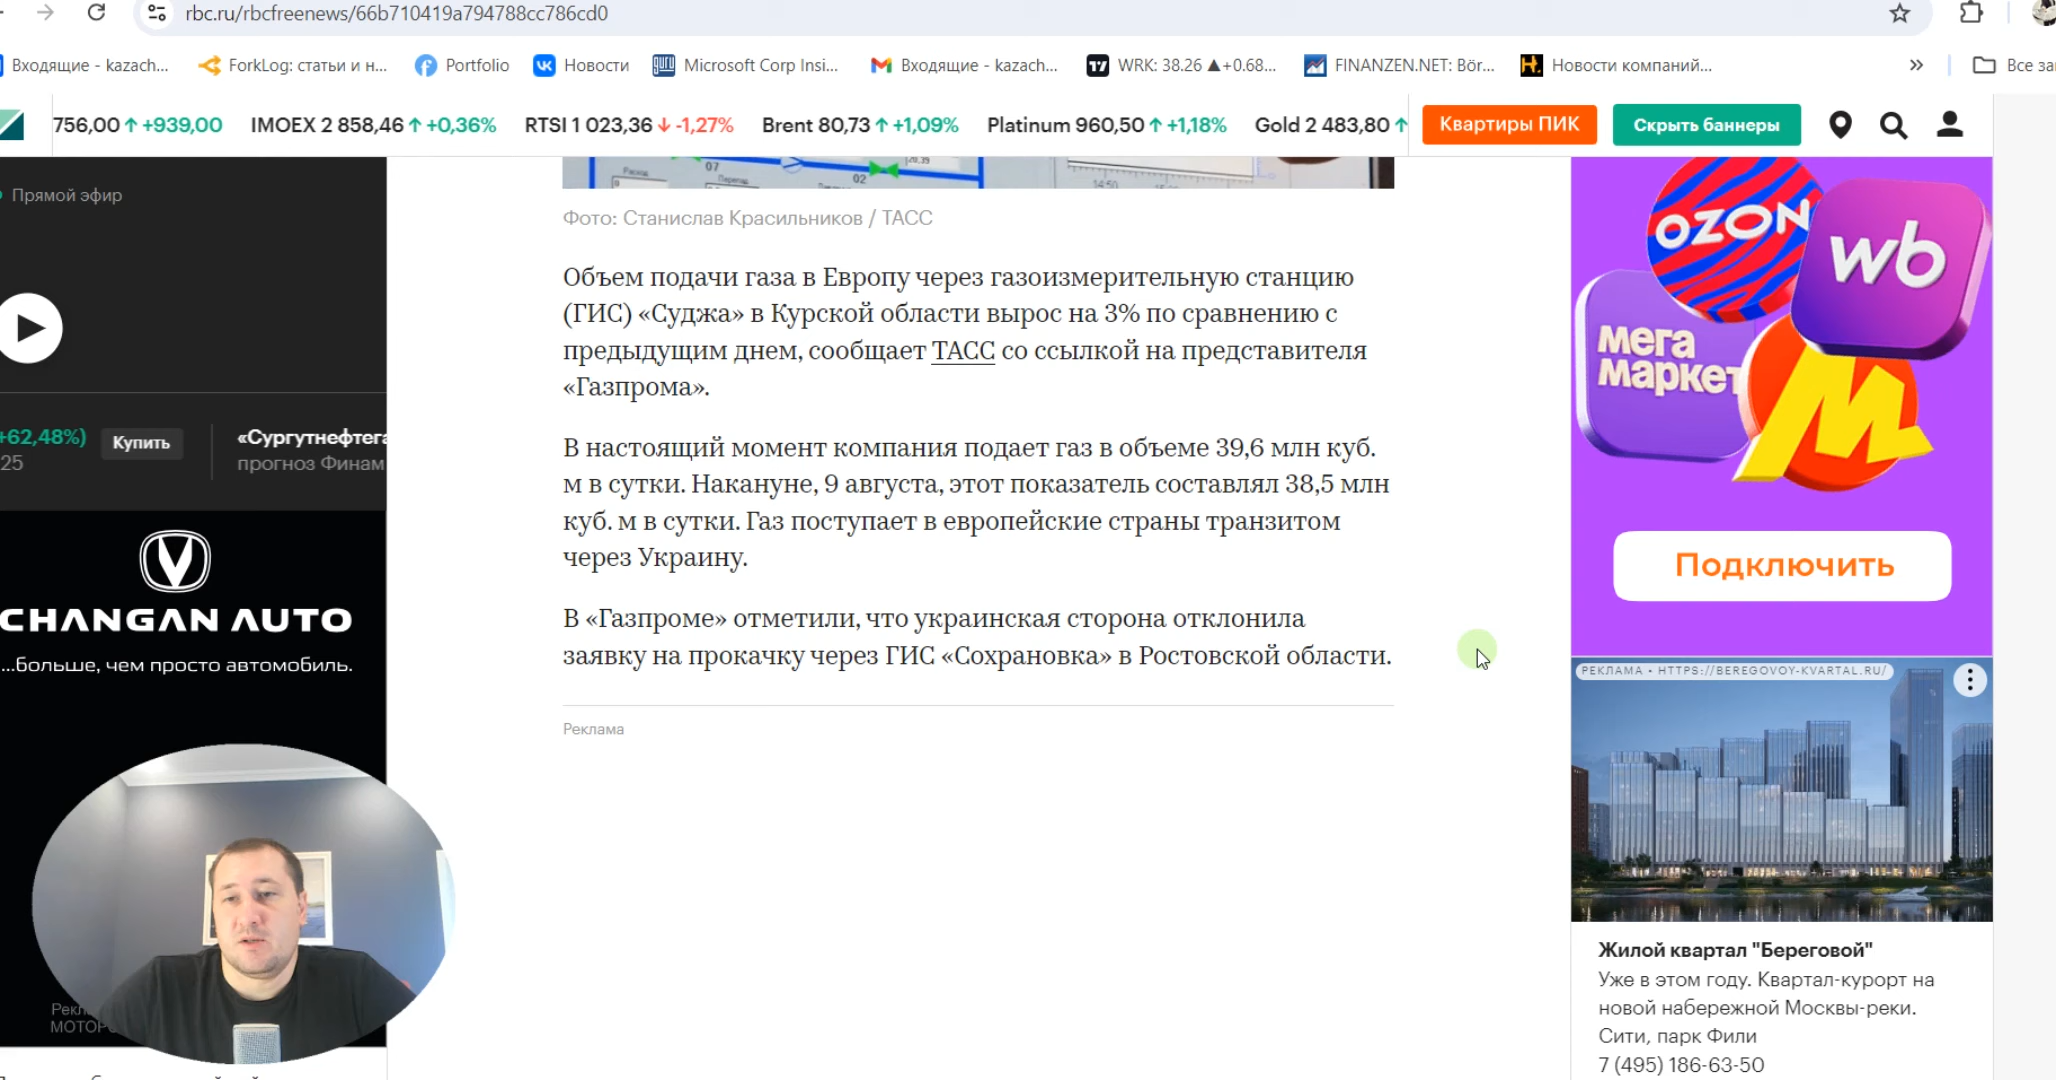 rbc.ru/rbcfreenews/66b710419a794788cc786cd0
Входящие - kazach...
ForkLog: статьи и н...
Portfolio
Новости
Microsoft Corp Insi...
Входящие - kazach...
WRK: 38.26 ▲+0.68...
FINANZEN.NET: Bör...
Новости компаний...
»
756,00 ↑ +939,00 IMOEX 2 858,46 ↑ +0,36% RTSI 1 023,36 ↓ -1,27% Brent 80,73 ↑ +1,09% Platinum 960,50 ↑ +1,18% Gold 2 483,80 ↑
Квартиры ПИК
Скрыть баннеры
Прямой эфир
+62,48%)
25
Купить
«Сургутнефтега
прогноз Финам
CHANGAN AUTO
...больше, чем просто автомобиль.
07
02
20,39
14:50
Фото: Станислав Красильников / ТАСС
Объем подачи газа в Европу через газоизмерительную станцию
(ГИС) «Суджа» в Курской области вырос на 3% по сравнению с
предыдущим днем, сообщает ТАСС со ссылкой на представителя
«Газпрома».
В настоящий момент компания подает газ в объеме 39,6 млн куб.
м в сутки. Накануне, 9 августа, этот показатель составлял 38,5 млн
куб. м в сутки. Газ поступает в европейские страны транзитом
через Украину.
В «Газпроме» отметили, что украинская сторона отклонила
заявку на прокачку через ГИС «Сохрановка» в Ростовской области.
Реклама
OZON
wb
мега
маркет
М
Подключить
РЕКЛАМА • HTTPS://BEREGOVOY-KVARTAL.RU/
Жилой квартал "Береговой"
Уже в этом году. Квартал-курорт на
новой набережной Москвы-реки.
Сити, парк Фили
7 (495) 186-63-50